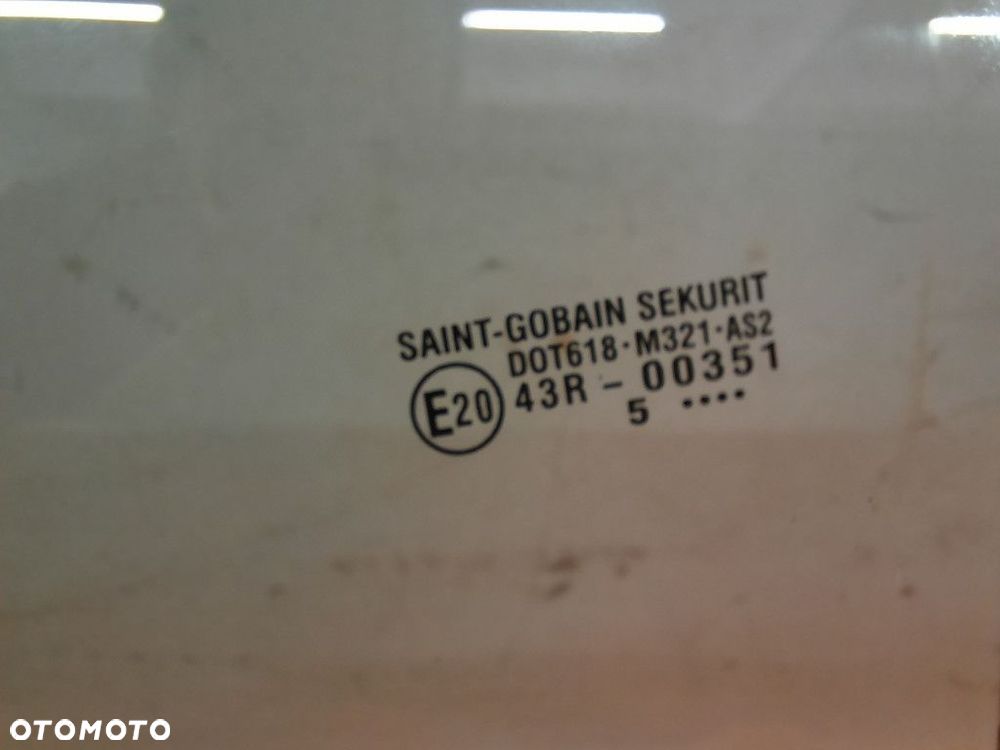 SAINT-GOBAIN SEKURIT
DOT618·M321·AS2
E20 43R - 00351
5 ····
OTOMOTO